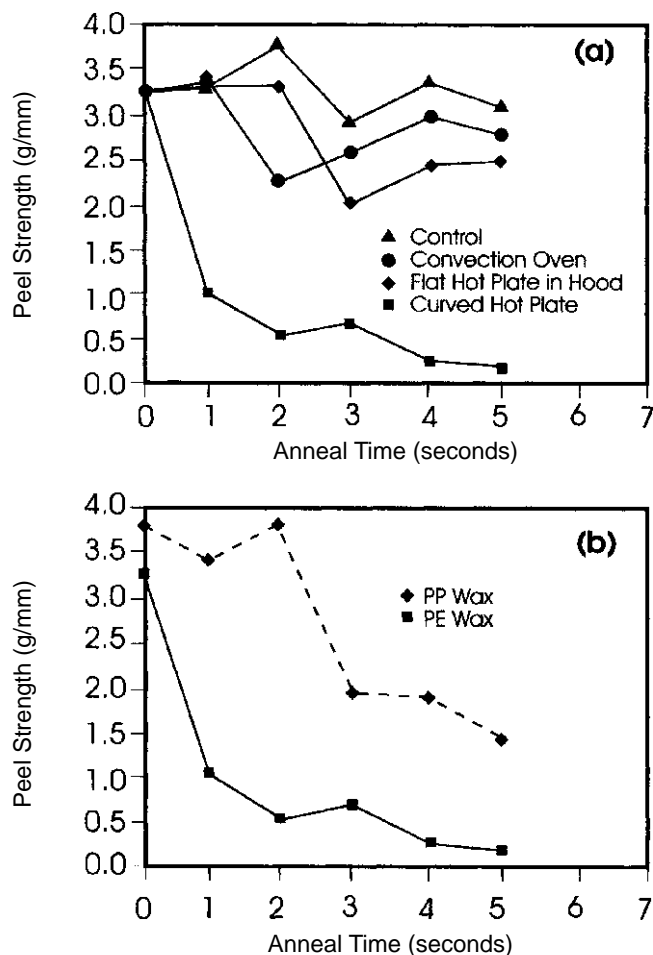 (a)
4.0
3.5
3.0
2.5
2.0
1.5
1.0
0.5
0.0
Peel Strength (g/mm)
Control
Convection Oven
Flat Hot Plate in Hood
Curved Hot Plate
0 1 2 3 4 5 6 7
Anneal Time (seconds)
(b)
4.0
3.5
3.0
2.5
2.0
1.5
1.0
0.5
0.0
Peel Strength (g/mm)
PP Wax
PE Wax
0 1 2 3 4 5 6 7
Anneal Time (seconds)